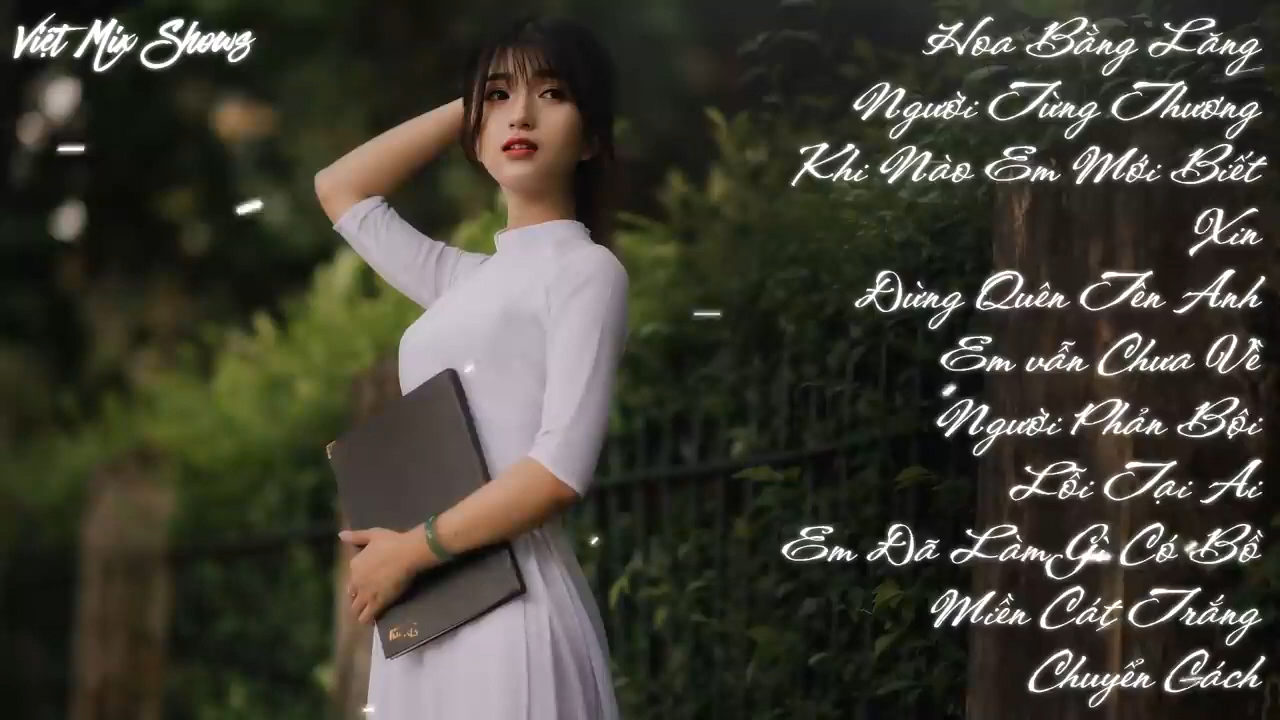 Việt Mix Shows
Hoa Bằng Lăng
Người Từng Thương
Khi Nào Em Mới Biết
Xin
Đừng Quên Tên Anh
Em vẫn Chưa Về
Người Phản Bội
Lỗi Tại Ai
Em Đã Làm Gì Có Bồ
Miền Cát Trắng
Chuyển Cách